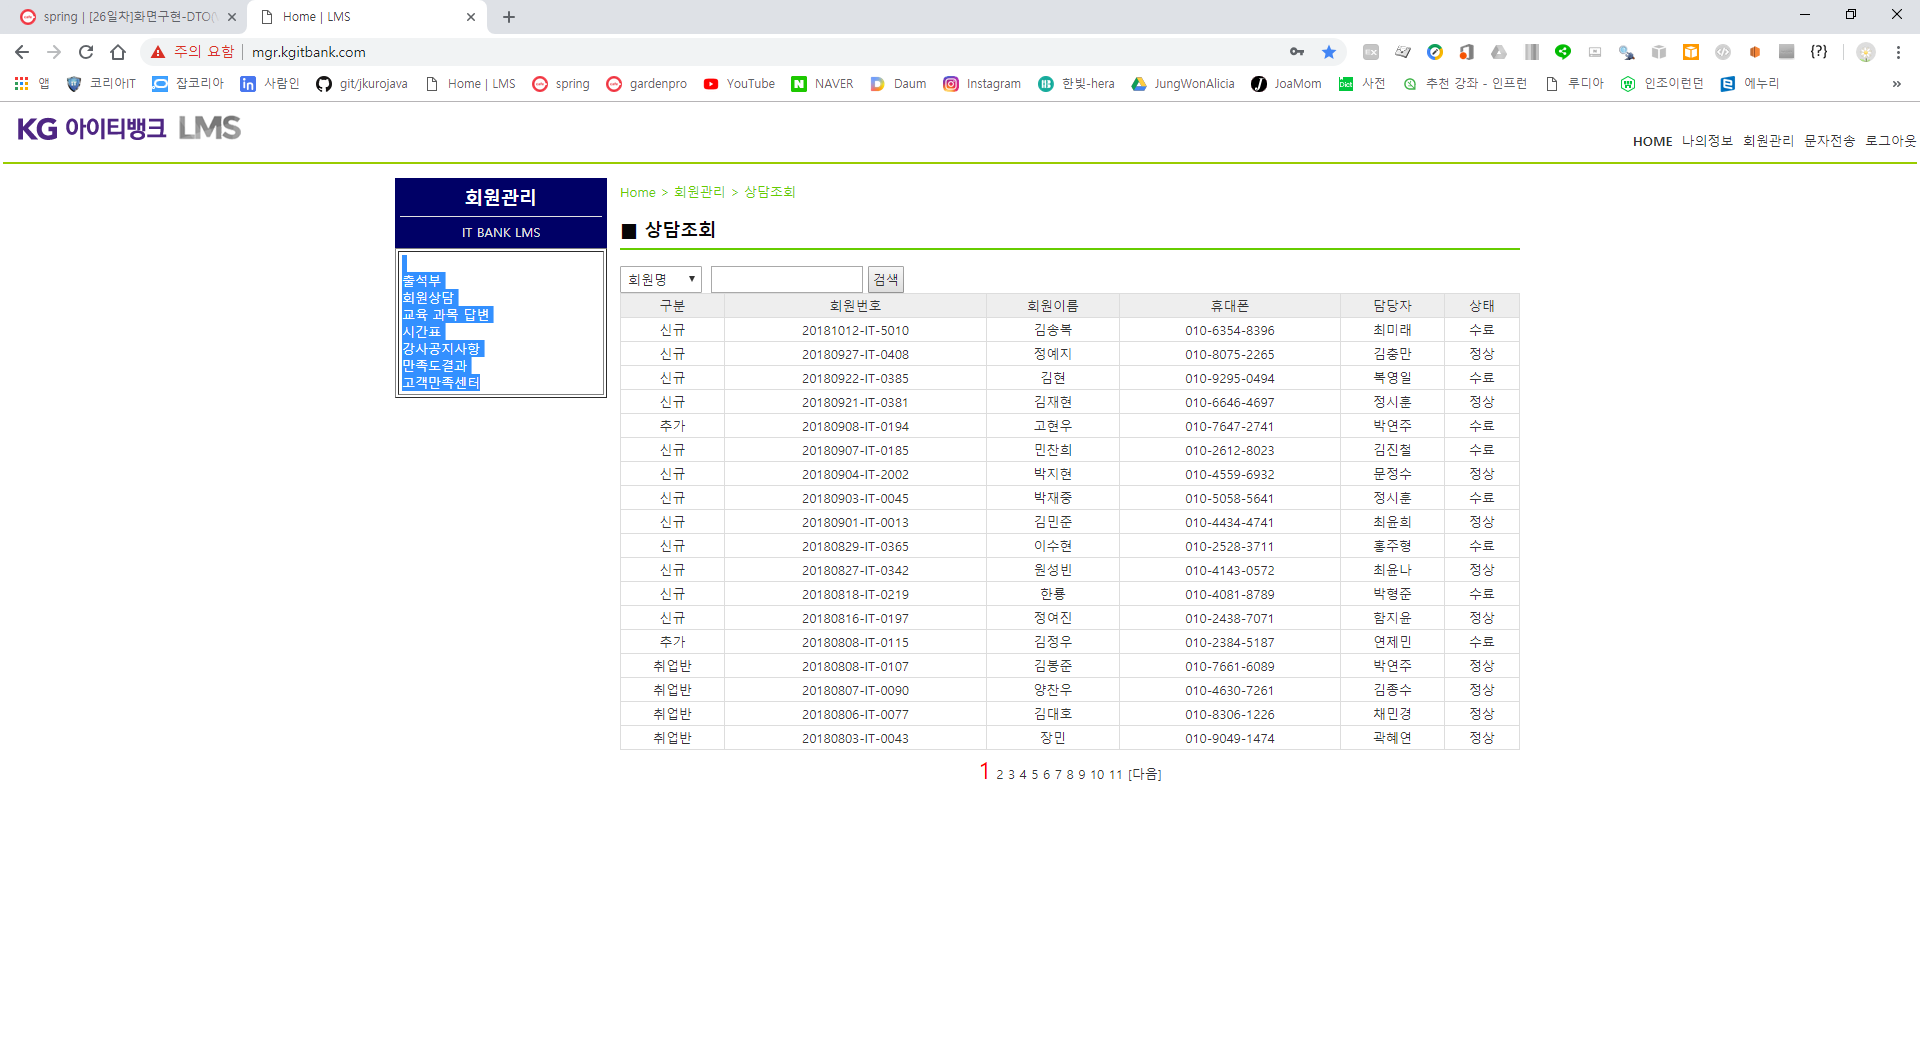 spring | [26일차]화면구현-DTO(
Home | LMS
주의 요함 | mgr.kgitbank.com
앱 코리아IT 잡코리아 사람인 git/jkurojava Home | LMS spring gardenpro YouTube NAVER Daum Instagram 한빛-hera JungWonAlicia JoaMom 사전 추천 강좌 - 인프런 루디아 인조이런던 에누리 »
KG 아이티뱅크 LMS
HOME 나의정보 회원관리 문자전송 로그아웃
회원관리
IT BANK LMS
출석부
회원상담
교육 과목 답변
시간표
강사공지사항
만족도결과
고객만족센터
Home > 회원관리 > 상담조회
■ 상담조회
회원명 ▼ 검색
구분 회원번호 회원이름 휴대폰 담당자 상태
신규 20181012-IT-5010 김송복 010-6354-8396 최미래 수료
신규 20180927-IT-0408 정예지 010-8075-2265 김충만 정상
신규 20180922-IT-0385 김현 010-9295-0494 복영일 수료
신규 20180921-IT-0381 김재현 010-6646-4697 정시훈 정상
추가 20180908-IT-0194 고현우 010-7647-2741 박연주 수료
신규 20180907-IT-0185 민찬희 010-2612-8023 김진철 수료
신규 20180904-IT-2002 박지현 010-4559-6932 문정수 정상
신규 20180903-IT-0045 박재중 010-5058-5641 정시훈 수료
신규 20180901-IT-0013 김민준 010-4434-4741 최윤희 정상
신규 20180829-IT-0365 이수현 010-2528-3711 홍주형 수료
신규 20180827-IT-0342 원성빈 010-4143-0572 최윤나 정상
신규 20180818-IT-0219 한룡 010-4081-8789 박형준 수료
신규 20180816-IT-0197 정여진 010-2438-7071 함지윤 정상
추가 20180808-IT-0115 김정우 010-2384-5187 연제민 수료
취업반 20180808-IT-0107 김봉준 010-7661-6089 박연주 정상
취업반 20180807-IT-0090 양찬우 010-4630-7261 김종수 정상
취업반 20180806-IT-0077 김대호 010-8306-1226 채민경 정상
취업반 20180803-IT-0043 장민 010-9049-1474 곽혜연 정상
1 2 3 4 5 6 7 8 9 10 11 [다음]